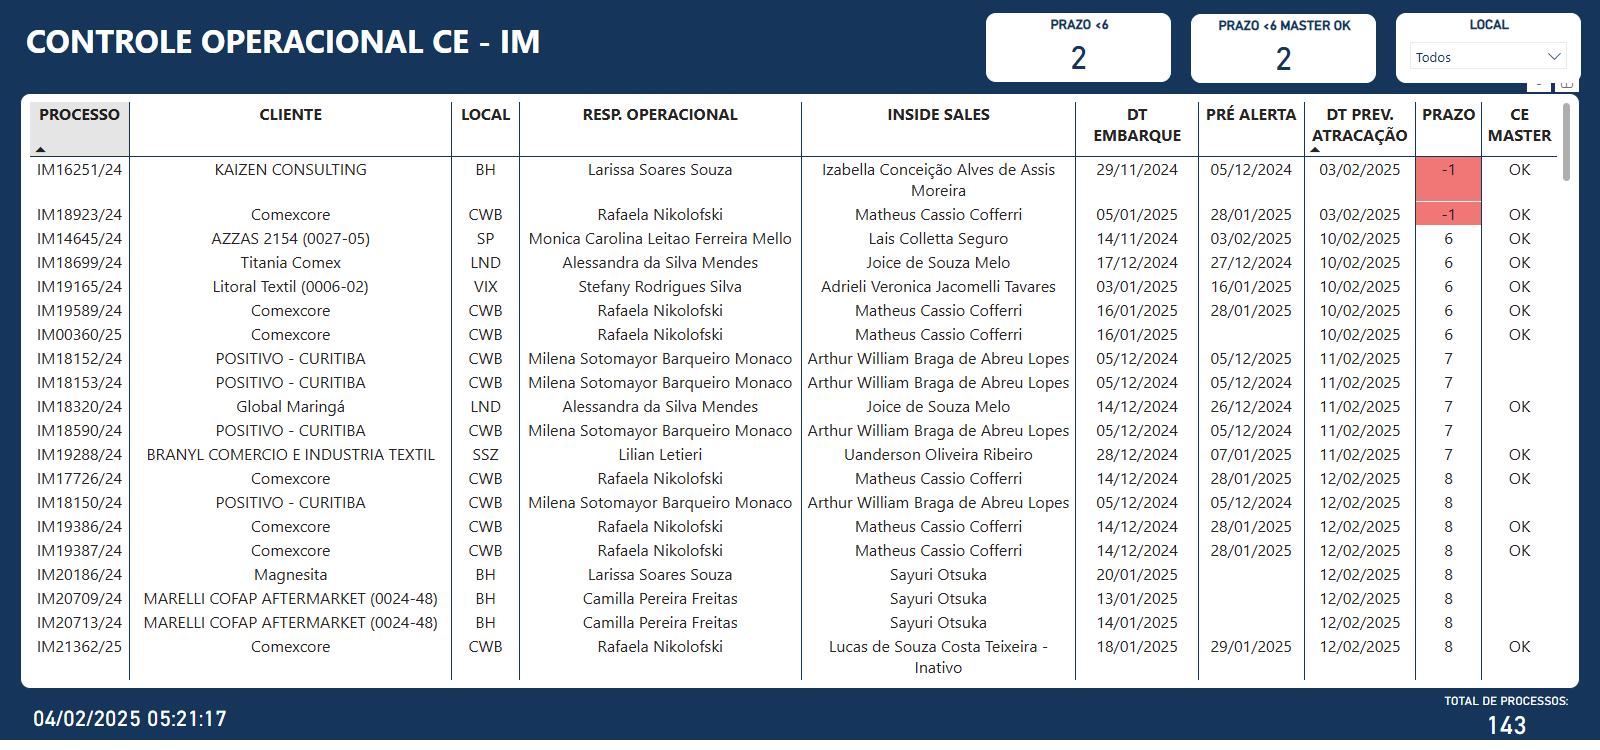 CONTROLE OPERACIONAL CE - IM
PRAZO <6
2
PRAZO <6 MASTER OK
2
LOCAL
Todos
PROCESSO CLIENTE LOCAL RESP. OPERACIONAL INSIDE SALES DT EMBARQUE PRÉ ALERTA DT PREV. ATRACAÇÃO PRAZO CE MASTER
IM16251/24 KAIZEN CONSULTING BH Larissa Soares Souza Izabella Conceição Alves de Assis Moreira 29/11/2024 05/12/2024 03/02/2025 -1 OK
IM18923/24 Comexcore CWB Rafaela Nikolofski Matheus Cassio Cofferri 05/01/2025 28/01/2025 03/02/2025 -1 OK
IM14645/24 AZZAS 2154 (0027-05) SP Monica Carolina Leitao Ferreira Mello Lais Colletta Seguro 14/11/2024 03/02/2025 10/02/2025 6 OK
IM18699/24 Titania Comex LND Alessandra da Silva Mendes Joice de Souza Melo 17/12/2024 27/12/2024 10/02/2025 6 OK
IM19165/24 Litoral Textil (0006-02) VIX Stefany Rodrigues Silva Adrieli Veronica Jacomelli Tavares 03/01/2025 16/01/2025 10/02/2025 6 OK
IM19589/24 Comexcore CWB Rafaela Nikolofski Matheus Cassio Cofferri 16/01/2025 28/01/2025 10/02/2025 6 OK
IM00360/25 Comexcore CWB Rafaela Nikolofski Matheus Cassio Cofferri 16/01/2025 10/02/2025 6 OK
IM18152/24 POSITIVO - CURITIBA CWB Milena Sotomayor Barqueiro Monaco Arthur William Braga de Abreu Lopes 05/12/2024 05/12/2024 11/02/2025 7
IM18153/24 POSITIVO - CURITIBA CWB Milena Sotomayor Barqueiro Monaco Arthur William Braga de Abreu Lopes 05/12/2024 05/12/2024 11/02/2025 7
IM18320/24 Global Maringá LND Alessandra da Silva Mendes Joice de Souza Melo 14/12/2024 26/12/2024 11/02/2025 7 OK
IM18590/24 POSITIVO - CURITIBA CWB Milena Sotomayor Barqueiro Monaco Arthur William Braga de Abreu Lopes 05/12/2024 05/12/2024 11/02/2025 7
IM19288/24 BRANYL COMERCIO E INDUSTRIA TEXTIL SSZ Lilian Letieri Uanderson Oliveira Ribeiro 28/12/2024 07/01/2025 11/02/2025 7 OK
IM17726/24 Comexcore CWB Rafaela Nikolofski Matheus Cassio Cofferri 14/12/2024 28/01/2025 12/02/2025 8 OK
IM18150/24 POSITIVO - CURITIBA CWB Milena Sotomayor Barqueiro Monaco Arthur William Braga de Abreu Lopes 05/12/2024 05/12/2024 12/02/2025 8
IM19386/24 Comexcore CWB Rafaela Nikolofski Matheus Cassio Cofferri 14/12/2024 28/01/2025 12/02/2025 8 OK
IM19387/24 Comexcore CWB Rafaela Nikolofski Matheus Cassio Cofferri 14/12/2024 28/01/2025 12/02/2025 8 OK
IM20186/24 Magnesita BH Larissa Soares Souza Sayuri Otsuka 20/01/2025 12/02/2025 8
IM20709/24 MARELLI COFAP AFTERMARKET (0024-48) BH Camilla Pereira Freitas Sayuri Otsuka 13/01/2025 12/02/2025 8
IM20713/24 MARELLI COFAP AFTERMARKET (0024-48) BH Camilla Pereira Freitas Sayuri Otsuka 14/01/2025 12/02/2025 8
IM21362/25 Comexcore CWB Rafaela Nikolofski Lucas de Souza Costa Teixeira - Inativo 18/01/2025 29/01/2025 12/02/2025 8 OK
04/02/2025 05:21:17
TOTAL DE PROCESSOS:
143